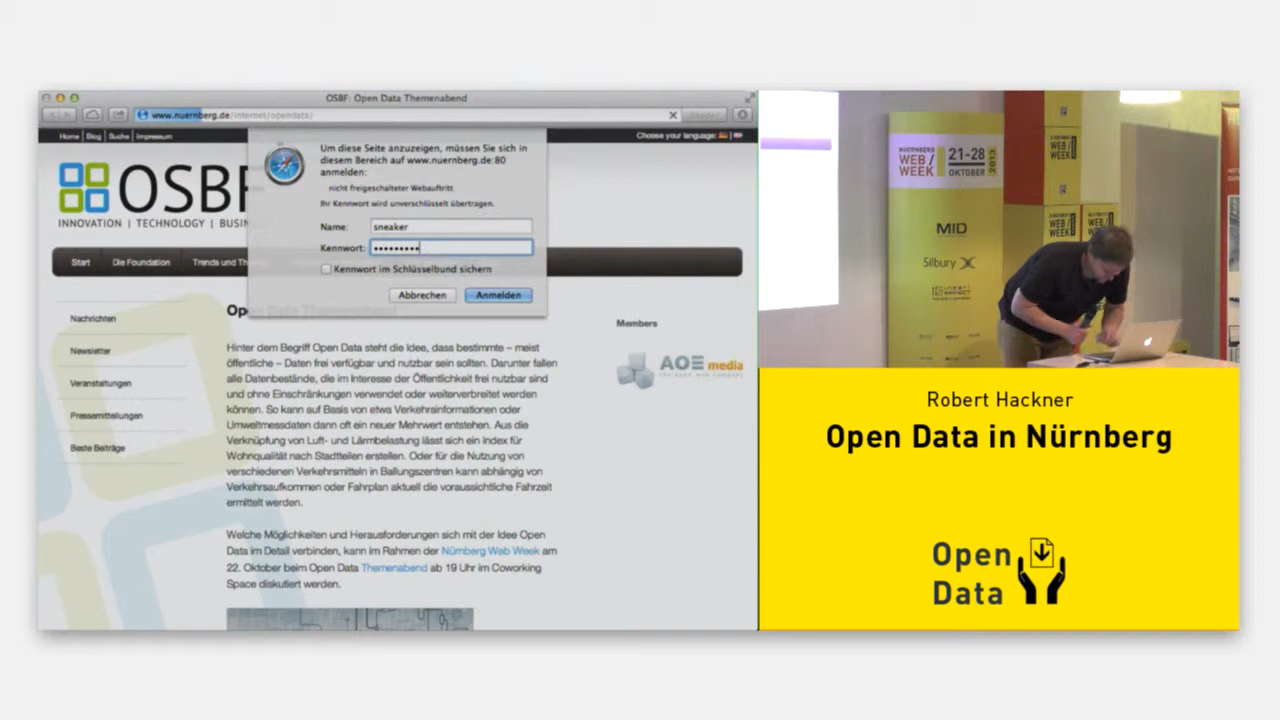 OSBF: Open Data Themenabend
www.nuernberg.de/internet/opendata/
Reader
Home | Blog | Suche | Impressum
Choose your language:
Um diese Seite anzuzeigen, müssen Sie sich in
diesem Bereich auf www.nuernberg.de:80
anmelden:
nicht freigeschalteter Webauftritt
Ihr Kennwort wird unverschlüsselt übertragen.
Name: sneaker
Kennwort: •••••••••
Kennwort im Schlüsselbund sichern
Abbrechen
Anmelden
OSBF
INNOVATION | TECHNOLOGY | BUSIN
Start
Die Foundation
Trends und Th
Nachrichten
Newsletter
Veranstaltungen
Pressemitteilungen
Beste Beiträge
Open Data Themenabend
Hinter dem Begriff Open Data steht die Idee, dass bestimmte – meist
öffentliche – Daten frei verfügbar und nutzbar sein sollten. Darunter fallen
alle Datenbestände, die im Interesse der Öffentlichkeit frei nutzbar sind
und ohne Einschränkungen verwendet oder weiterverbreitet werden
können. So kann auf Basis von etwa Verkehrsinformationen oder
Umweltmessdaten dann oft ein neuer Mehrwert entstehen. Aus die
Verknüpfung von Luft- und Lärmbelastung lässt sich ein Index für
Wohnqualität nach Stadtteilen erstellen. Oder für die Nutzung von
verschiedenen Verkehrsmitteln in Ballungszentren kann abhängig von
Verkehrsaufkommen oder Fahrplan aktuell die voraussichtliche Fahrzeit
ermittelt werden.
Welche Möglichkeiten und Herausforderungen sich mit der Idee Open
Data im Detail verbinden, kann im Rahmen der Nürnberg Web Week am
22. Oktober beim Open Data Themenabend ab 19 Uhr im Coworking
Space diskutiert werden.
Members
AOE media
NÜRNBERG
WEB/
WEEK
21-28
OKTOBER
2013
MID
Silbury
WEB/
WEEK
WEB/
WEEK
WEB/
WEEK
Robert Hackner
Open Data in Nürnberg
Open
Data